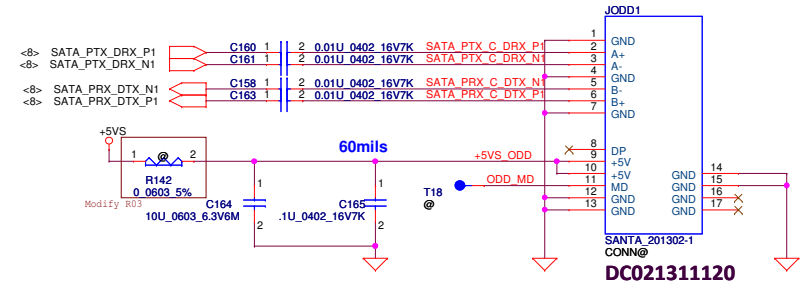 JODD1
<8> SATA_PTX_DRX_P1 C160 1 2 0.01U_0402_16V7K SATA_PTX_C_DRX_P1
<8> SATA_PTX_DRX_N1 C161 1 2 0.01U_0402_16V7K SATA_PTX_C_DRX_N1
<8> SATA_PRX_DTX_N1 C158 1 2 0.01U_0402_16V7K SATA_PRX_C_DTX_N1
<8> SATA_PRX_DTX_P1 C163 1 2 0.01U_0402_16V7K SATA_PRX_C_DTX_P1
1 GND
2 A+
3 A-
4 GND
5 B-
6 B+
7 GND
+5VS
1 @ 2
R142
0_0603_5%
Modify R03
60mils
+5VS_ODD
C164
1
2
10U_0603_6.3V6M
C165
1
2
.1U_0402_16V7K
T18
@
ODD_MD
8 DP
9 +5V
10 +5V
11 MD
12 GND
13 GND
GND 14
GND 15
GND 16
GND 17
SANTA_201302-1
CONN@
DC021311120